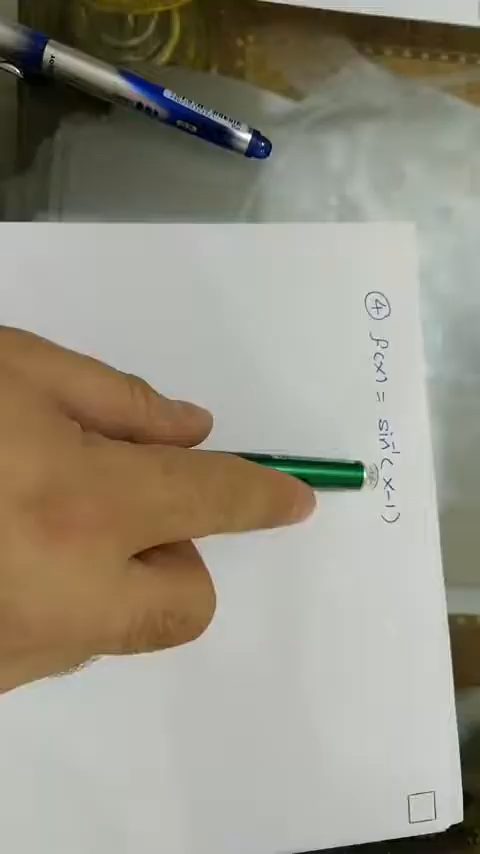 ④ f(x) = sin⁻¹(x-1)